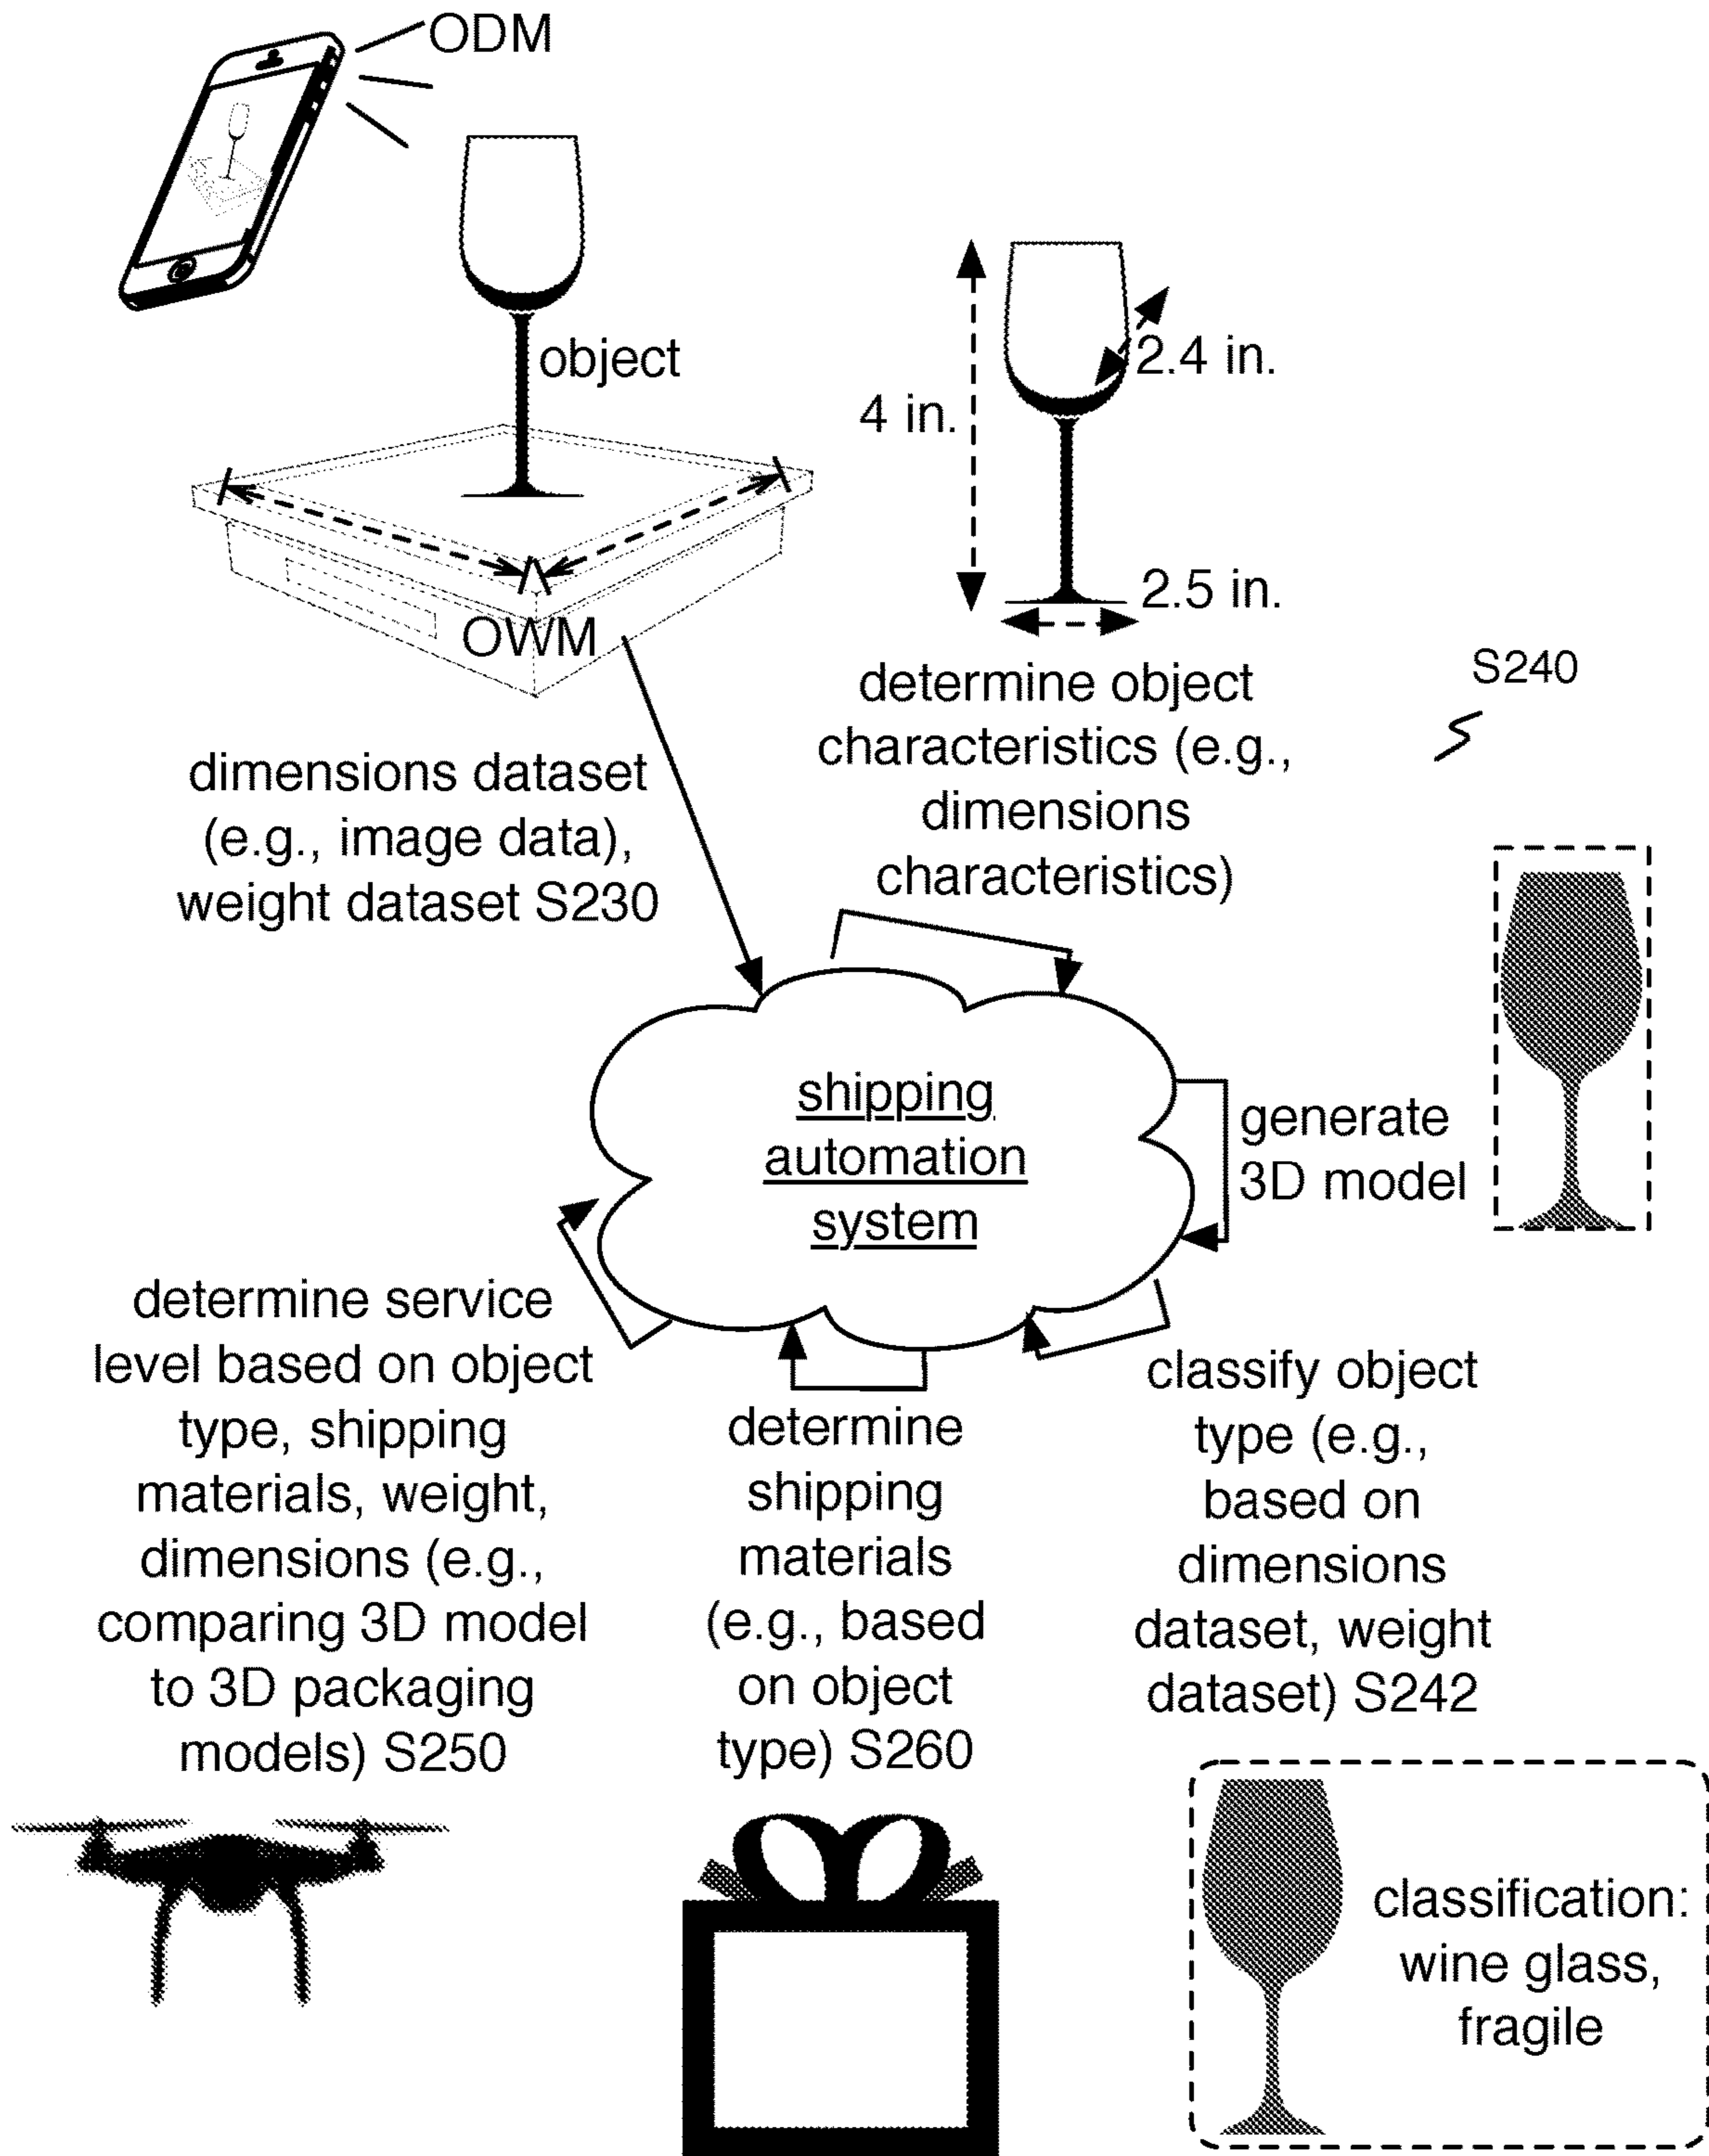 ODM
object
OWM
4 in.
2.4 in.
2.5 in.
dimensions dataset
(e.g., image data),
weight dataset S230
determine object
characteristics (e.g.,
dimensions
characteristics)
S240
shipping
automation
system
generate
3D model
classify object
type (e.g.,
based on
dimensions
dataset, weight
dataset) S242
classification:
wine glass,
fragile
determine
shipping
materials
(e.g., based
on object
type) S260
determine service
level based on object
type, shipping
materials, weight,
dimensions (e.g.,
comparing 3D model
to 3D packaging
models) S250